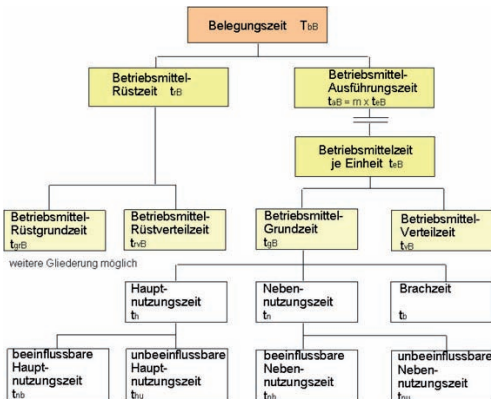 Belegungszeit TbB
Betriebsmittel-
Rüstzeit trB
Betriebsmittel-
Ausführungszeit
taB = m x teB
Betriebsmittelzeit
je Einheit teB
Betriebsmittel-
Rüstgrundzeit
tgrB
Betriebsmittel-
Rüstverteilzeit
trvB
Betriebsmittel-
Grundzeit
tgB
Betriebsmittel-
Verteilzeit
tvB
weitere Gliederung möglich
Haupt-
nutzungszeit
th
Neben-
nutzungszeit
tn
Brachzeit
tb
beeinflussbare
Haupt-
nutzungszeit
thb
unbeeinflussbare
Haupt-
nutzungszeit
thu
beeinflussbare
Neben-
nutzungszeit
unbeeinflussbare
Neben-
nutzungszeit
tnu